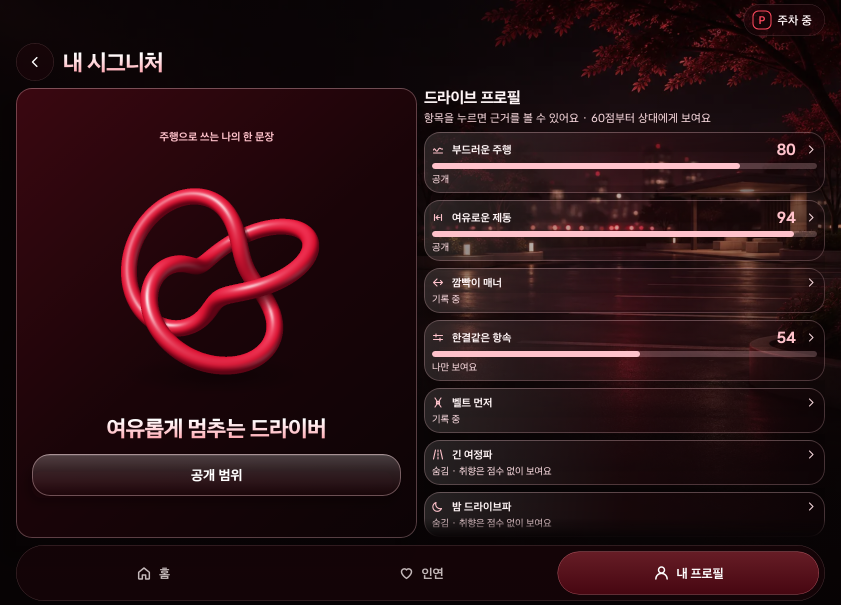 P 주차 중
내 시그니처
주행으로 쓰는 나의 한 문장
여유롭게 멈추는 드라이버
공개 범위
드라이브 프로필
항목을 누르면 근거를 볼 수 있어요 · 60점부터 상대에게 보여요
부드러운 주행 80
공개
여유로운 제동 94
공개
깜빡이 매너
기록 중
한결같은 항속 54
나만 보여요
벨트 먼저
기록 중
긴 여정파
숨김 · 취향은 점수 없이 보여요
밤 드라이브파
숨김 · 취향은 점수 없이 보여요
홈 인연 내 프로필